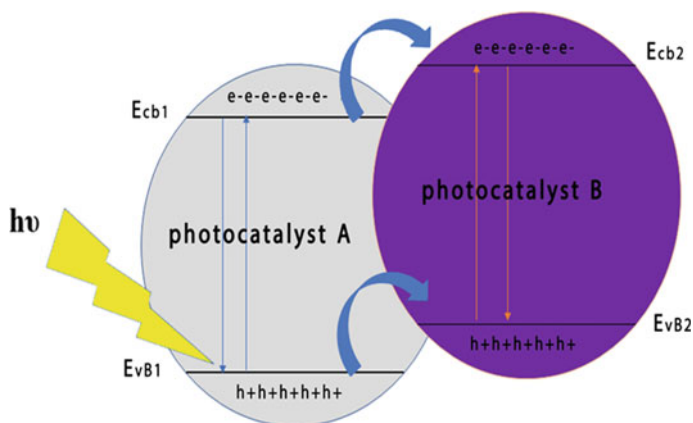 e-e-e-e-e-e-
Ecb2
Ecb1
e-e-e-e-e-e-
photocatalyst B
hυ
photocatalyst A
EvB2
h+h+h+h+h+
EvB1
h+h+h+h+h+